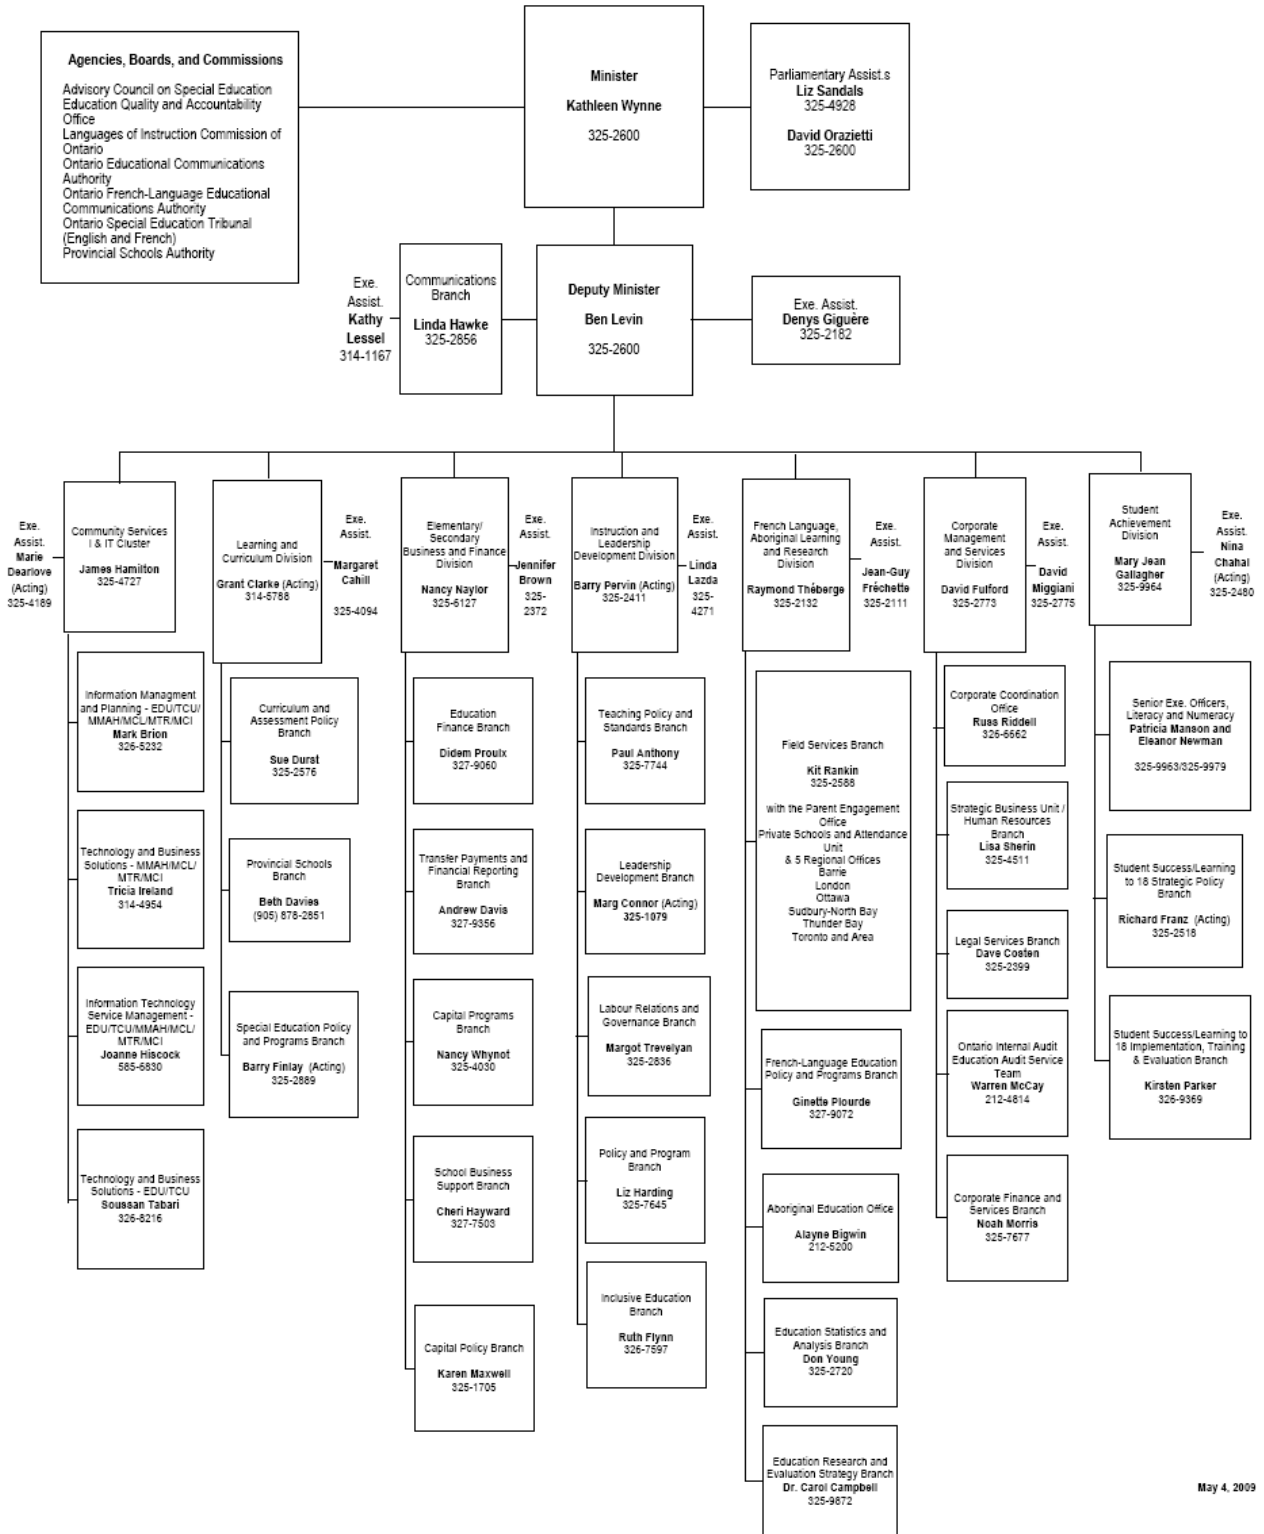 Agencies, Boards, and Commissions
Advisory Council on Special Education
Education Quality and Accountability
Office
Languages of Instruction Commission of
Ontario
Ontario Educational Communications
Authority
Ontario French-Language Educational
Communications Authority
Ontario Special Education Tribunal
(English and French)
Provincial Schools Authority
Minister
Kathleen Wynne
325-2600
Parliamentary Assist.s
Liz Sandals
325-4928
David Orazietti
325-2600
Exe.
Assist.
Kathy
Lessel
314-1167
Communications
Branch
Linda Hawke
325-2856
Deputy Minister
Ben Levin
325-2600
Exe. Assist.
Denys Giguère
325-2182
Exe.
Assist.
Marie
Dearlove
(Acting)
325-4189
Community Services
I & IT Cluster
James Hamilton
325-4727
Learning and
Curriculum Division
Grant Clarke (Acting)
314-5788
Exe.
Assist.
Margaret
Cahill
325-4094
Elementary/
Secondary
Business and Finance
Division
Nancy Naylor
325-6127
Exe.
Assist.
Jennifer
Brown
325-
2372
Instruction and
Leadership
Development Division
Barry Pervin (Acting)
325-2411
Exe.
Assist.
Linda
Lazda
325-
4271
French Language,
Aboriginal Learning
and Research
Division
Raymond Théberge
325-2132
Exe.
Assist.
Jean-Guy
Fréchette
325-2111
Corporate
Management
and Services
Division
David Fulford
325-2773
Exe.
Assist.
David
Miggiani
325-2775
Student
Achievement
Division
Mary Jean
Gallagher
325-9964
Exe.
Assist.
Nina
Chahal
(Acting)
325-2480
Information Managment
and Planning - EDU/TCU/
MMAH/MCL/MTR/MCI
Mark Brion
326-5232
Technology and Business
Solutions - MMAH/MCL/
MTR/MCI
Tricia Ireland
314-4954
Information Technology
Service Management -
EDU/TCU/MMAH/MCL/
MTR/MCI
Joanne Hiscock
585-6830
Technology and Business
Solutions - EDU/TCU
Soussan Tabari
326-8216
Curriculum and
Assessment Policy
Branch
Sue Durst
325-2576
Provincial Schools
Branch
Beth Davies
(905) 878-2851
Special Education Policy
and Programs Branch
Barry Finlay (Acting)
325-2889
Education
Finance Branch
Didem Proulx
327-9060
Transfer Payments and
Financial Reporting
Branch
Andrew Davis
327-9356
Capital Programs
Branch
Nancy Whynot
325-4030
School Business
Support Branch
Cheri Hayward
327-7503
Capital Policy Branch
Karen Maxwell
325-1705
Teaching Policy and
Standards Branch
Paul Anthony
325-7744
Leadership
Development Branch
Marg Connor (Acting)
325-1079
Labour Relations and
Governance Branch
Margot Trevelyan
325-2836
Policy and Program
Branch
Liz Harding
325-7645
Inclusive Education
Branch
Ruth Flynn
326-7597
Field Services Branch
Kit Rankin
325-2588
with the Parent Engagement
Office
Private Schools and Attendance
Unit
& 5 Regional Offices
Barrie
London
Ottawa
Sudbury-North Bay
Thunder Bay
Toronto and Area
French-Language Education
Policy and Programs Branch
Ginette Plourde
327-9072
Aboriginal Education Office
Alayne Bigwin
212-5200
Education Statistics and
Analysis Branch
Don Young
325-2720
Education Research and
Evaluation Strategy Branch
Dr. Carol Campbell
325-9872
Corporate Coordination
Office
Russ Riddell
326-6662
Strategic Business Unit /
Human Resources
Branch
Lisa Sherin
325-4511
Legal Services Branch
Dave Costen
325-2399
Ontario Internal Audit
Education Audit Service
Team
Warren McCay
212-4814
Corporate Finance and
Services Branch
Noah Morris
325-7677
Senior Exe. Officers,
Literacy and Numeracy
Patricia Manson and
Eleanor Newman
325-9963/325-9979
Student Success/Learning
to 18 Strategic Policy
Branch
Richard Franz (Acting)
325-2518
Student Success/Learning to
18 Implementation, Training
& Evaluation Branch
Kirsten Parker
326-9369
May 4, 2009